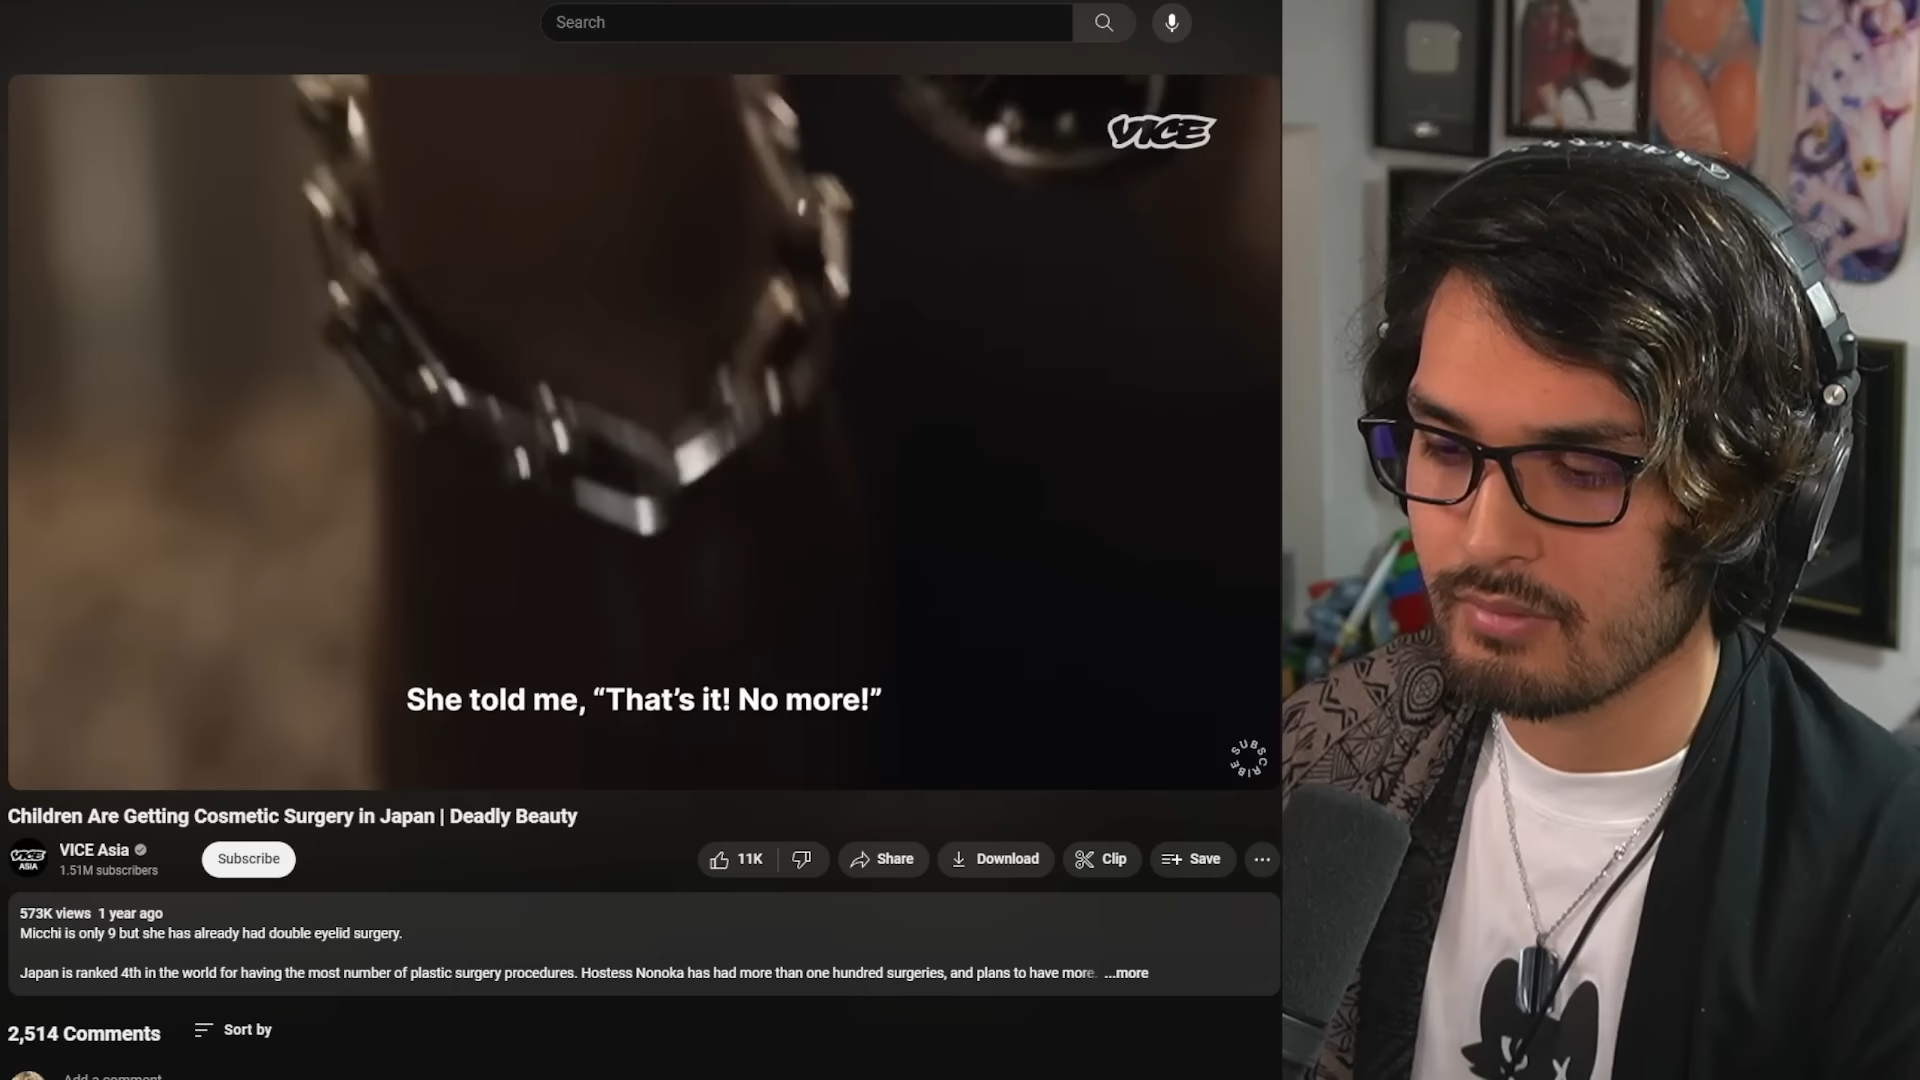 Search
VICE
She told me, “That’s it! No more!”
SUBSCRIBE
Children Are Getting Cosmetic Surgery in Japan | Deadly Beauty
VICE ASIA
VICE Asia
1.51M subscribers
Subscribe
11K
Share
Download
Clip
Save
573K views 1 year ago
Micchi is only 9 but she has already had double eyelid surgery.
Japan is ranked 4th in the world for having the most number of plastic surgery procedures. Hostess Nonoka has had more than one hundred surgeries, and plans to have more. ...more
2,514 Comments
Sort by
Add a comment